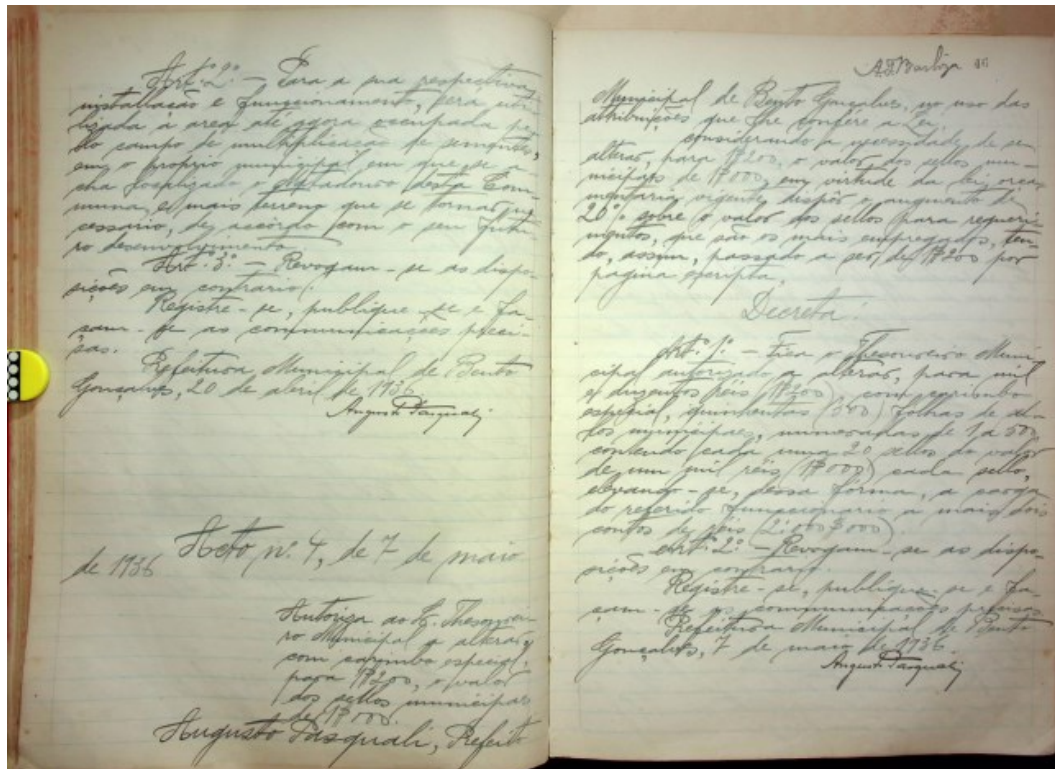 Art.º 2.º — Para a sua respectiva
installacão e funccionamento, será uti-
lizada á area até agora occupada pe-
lo campo de multiplicacão de sementes,
em o proprio municipal em que se a-
cha localizado o Matadouro desta Com-
muna, e mais terreno que se tornar ne-
cessário, de accôrdo com o seu futu-
ro desenvolvimento.
Art.º 3.º — Revogam-se as dispo-
sições em contrario.
Registre-se, publique-se e fa-
çam-se as communicações preci-
sas.
Prefeitura Municipal de Bento
Gonçalves, 20 de abril de 1936.
Augusto Pasquali
Acto n.º 4, de 7 de maio
de 1936
Autoriza ao Sr. Thesourei-
ro Municipal a alterar,
com carimbo especial,
para 1$200, o valor
dos sellos municipaes
de 1$000.
Augusto Pasquali, Prefeito
46
Municipal de Bento Gonçalves, no uso das
attribuições que lhe confere a Lei,
considerando a necessidade de se
alterar, para 1$200, o valor dos sellos mu-
nicipaes de 1$000, em virtude da lei orça-
mentaria vigente, dispôr o augmento de
20% sobre o valor dos sellos para requeri-
mentos, que são os mais empregados, ten-
do, assim, passado a ser, de 1$200 por
pagina escripta,
Decreta:
Art.º 1.º — Fica o Thesoureiro Muni-
cipal autorizado a alterar, para mil
e duzentos réis (1$200) com carimbo
especial, quinhentas (500) folhas de sel-
los municipaes, numeradas de 1 a 500
contendo cada uma 20 sellos do valor
de um mil reis (1$000) cada sello,
elevando-se, dessa fórma, a carga
do referido funccionario a mais dois
contos de réis (2:000$000).
Art.º 2.º — Revogam-se as dispo-
sições em contrario.
Registre-se, publique-se e fa-
çam-se as communicações precisas
Prefeitura Municipal de Bento
Gonçalves, 7 de maio de 1936.
Augusto Pasquali